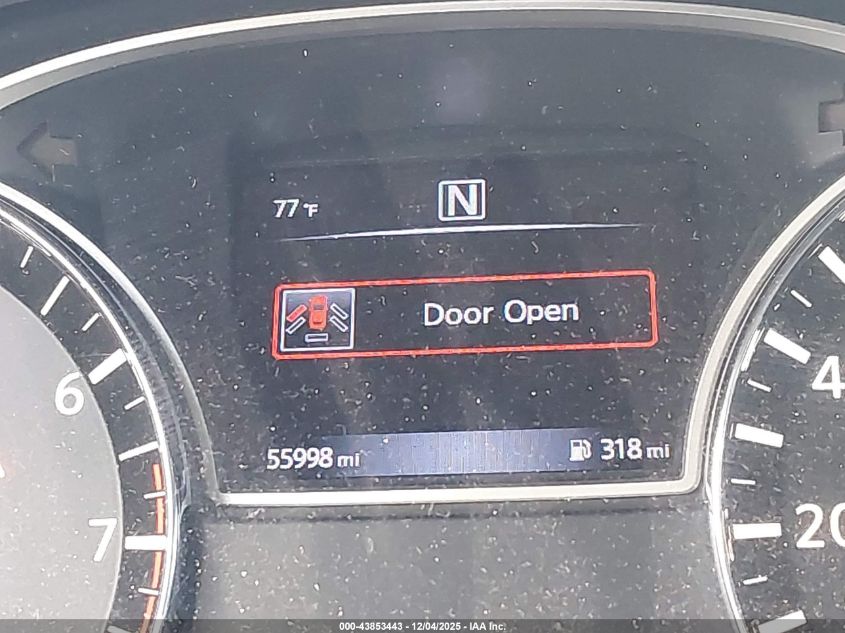 77 °F
N
Door Open
55998 mi
318 mi
6
7
4
20
000-43853443 - 12/04/2025 - IAA Inc.